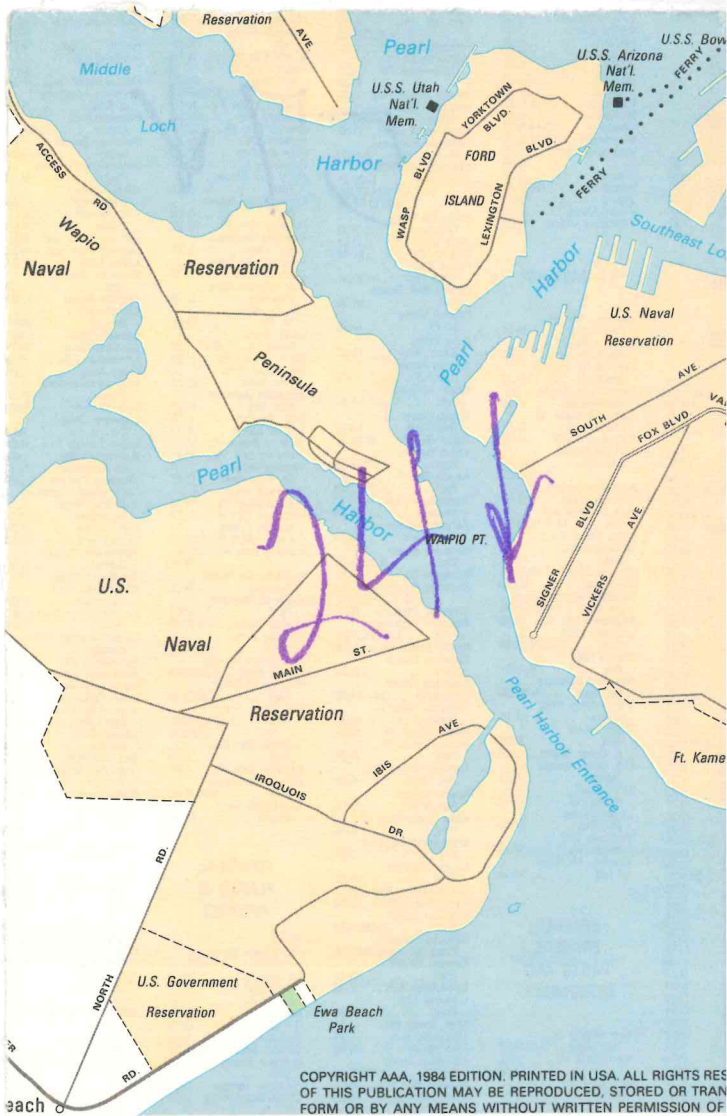 Reservation
AVE.
Pearl
U.S.S. Bow
U.S.S. Arizona
Nat'l.
Mem.
FERRY
Middle
Loch
U.S.S. Utah
Nat'l.
Mem.
YORKTOWN
BLVD.
Harbor
FORD
ISLAND
BLVD.
WASP
BLVD.
LEXINGTON
FERRY
ACCESS
RD.
Wapio
Naval
Reservation
Peninsula
Southeast Lo
Harbor
Pearl
U.S. Naval
Reservation
SOUTH
AVE
FOX BLVD
VA
SIGNER
BLVD
VICKERS
AVE
Pearl
Harbor
24
WAIPIO PT.
U.S.
Naval
MAIN
ST.
Reservation
Pearl Harbor Entrance
Ft. Kame
IBIS
AVE
IROQUOIS
DR
NORTH
RD.
U.S. Government
Reservation
Ewa Beach
Park
RD.
ER
each
COPYRIGHT AAA, 1984 EDITION. PRINTED IN USA. ALL RIGHTS RES
OF THIS PUBLICATION MAY BE REPRODUCED, STORED OR TRAN
FORM OR BY ANY MEANS WITHOUT WRITTEN PERMISSION OF